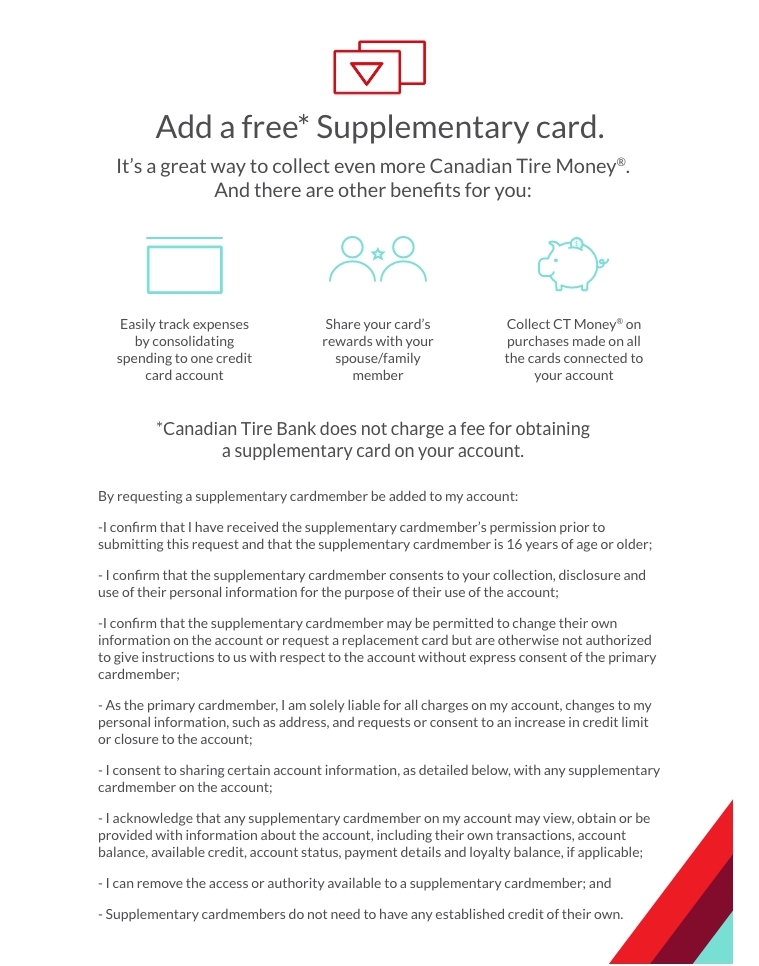 Add a free* Supplementary card.
It’s a great way to collect even more Canadian Tire Money®.
And there are other benefits for you:
Easily track expenses
by consolidating
spending to one credit
card account
Share your card’s
rewards with your
spouse/family
member
Collect CT Money® on
purchases made on all
the cards connected to
your account
*Canadian Tire Bank does not charge a fee for obtaining
a supplementary card on your account.
By requesting a supplementary cardmember be added to my account:
-I confirm that I have received the supplementary cardmember’s permission prior to
submitting this request and that the supplementary cardmember is 16 years of age or older;
- I confirm that the supplementary cardmember consents to your collection, disclosure and
use of their personal information for the purpose of their use of the account;
-I confirm that the supplementary cardmember may be permitted to change their own
information on the account or request a replacement card but are otherwise not authorized
to give instructions to us with respect to the account without express consent of the primary
cardmember;
- As the primary cardmember, I am solely liable for all charges on my account, changes to my
personal information, such as address, and requests or consent to an increase in credit limit
or closure to the account;
- I consent to sharing certain account information, as detailed below, with any supplementary
cardmember on the account;
- I acknowledge that any supplementary cardmember on my account may view, obtain or be
provided with information about the account, including their own transactions, account
balance, available credit, account status, payment details and loyalty balance, if applicable;
- I can remove the access or authority available to a supplementary cardmember; and
- Supplementary cardmembers do not need to have any established credit of their own.